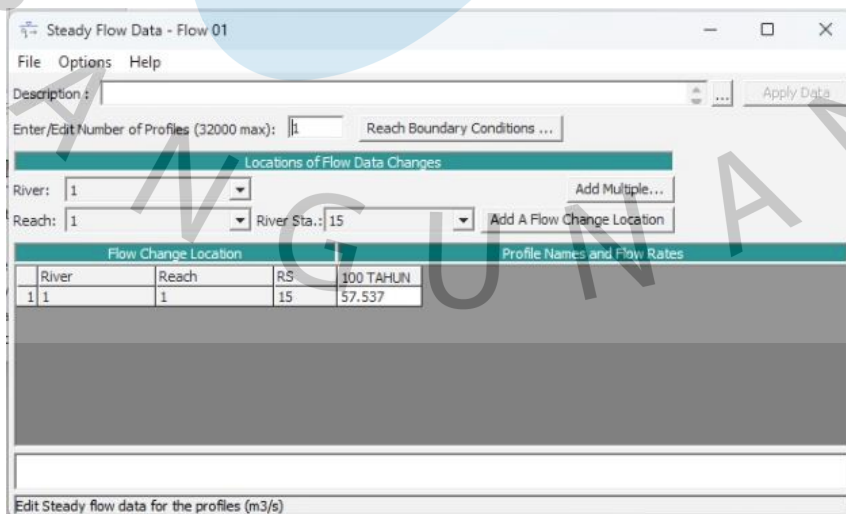 Steady Flow Data - Flow 01
File Options Help
Description : ... Apply Data
Enter/Edit Number of Profiles (32000 max): 1 Reach Boundary Conditions ...
Locations of Flow Data Changes
River: 1 Add Multiple...
Reach: 1 River Sta.: 15 Add A Flow Change Location
Flow Change Location Profile Names and Flow Rates
River Reach RS 100 TAHUN
1 1 1 15 57.537
Edit Steady flow data for the profiles (m3/s)
ANGUNAN